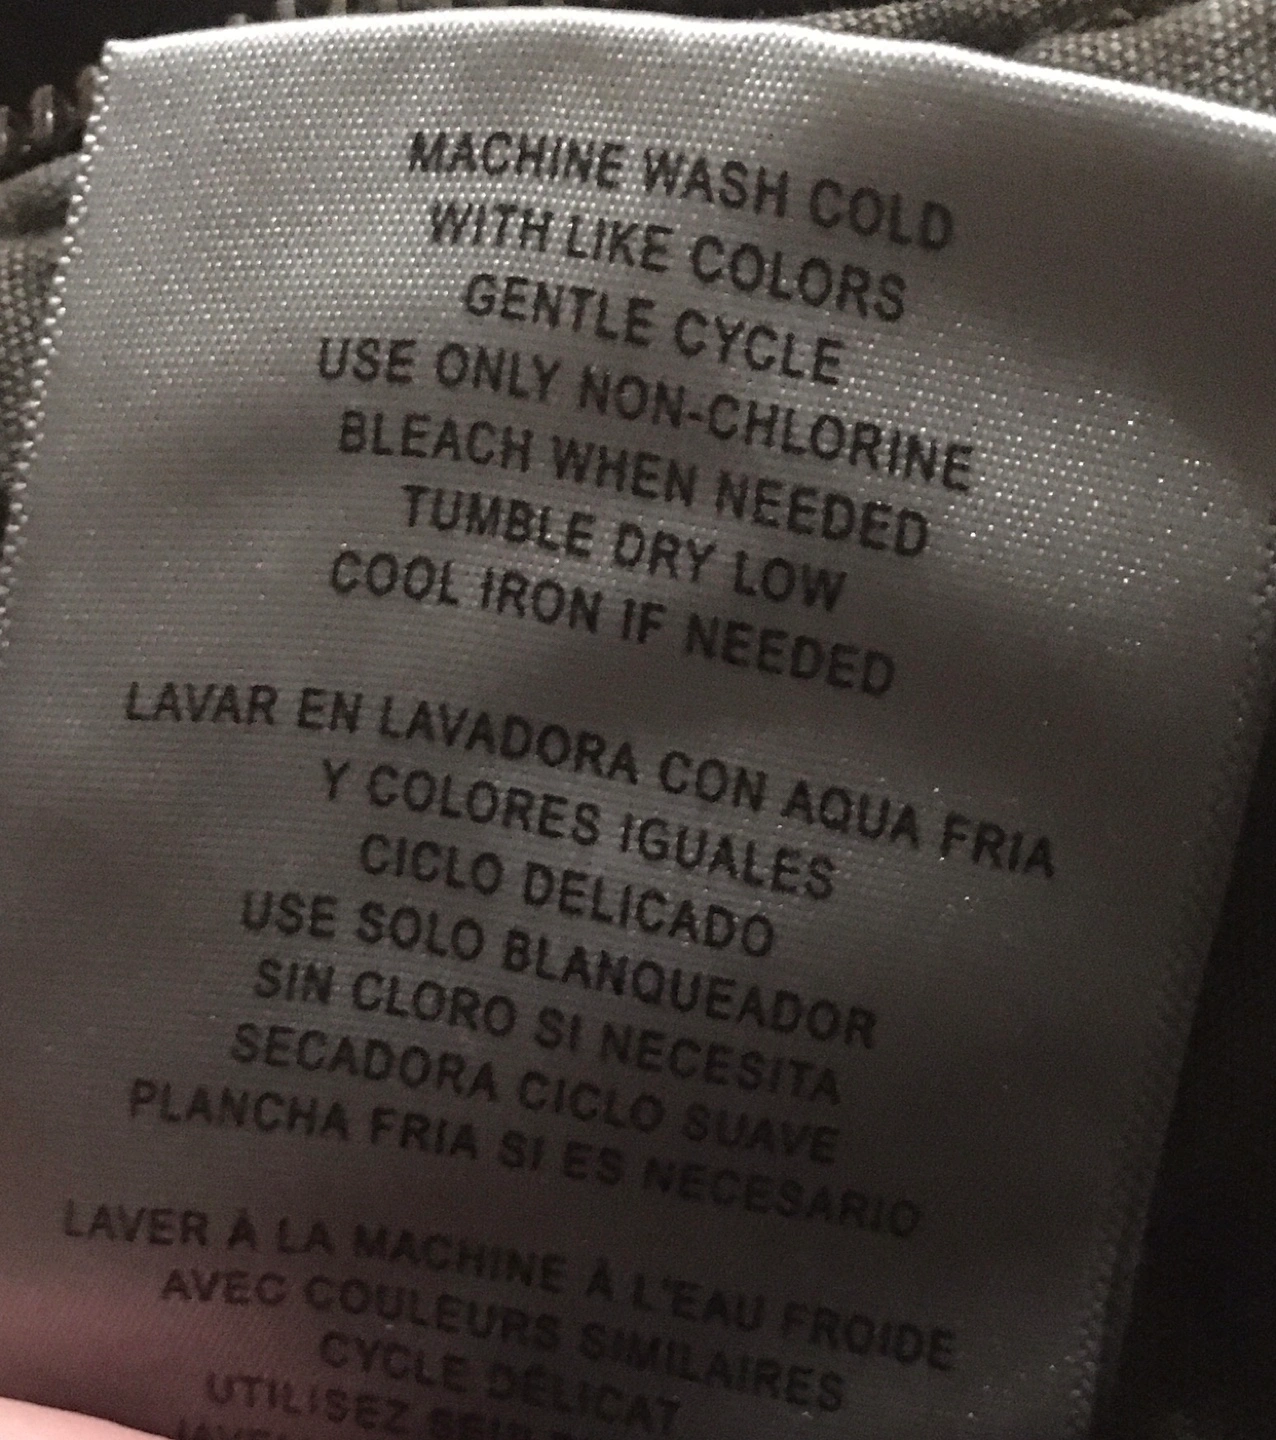 MACHINE WASH COLD
WITH LIKE COLORS
GENTLE CYCLE
USE ONLY NON-CHLORINE
BLEACH WHEN NEEDED
TUMBLE DRY LOW
COOL IRON IF NEEDED
LAVAR EN LAVADORA CON AQUA FRIA
Y COLORES IGUALES
CICLO DELICADO
USE SOLO BLANQUEADOR
SIN CLORO SI NECESITA
SECADORA CICLO SUAVE
PLANCHA FRIA SI ES NECESARIO
LAVER À LA MACHINE À L'EAU FROIDE
AVEC COULEURS SIMILAIRES
CYCLE DÉLICAT
UTILISEZ